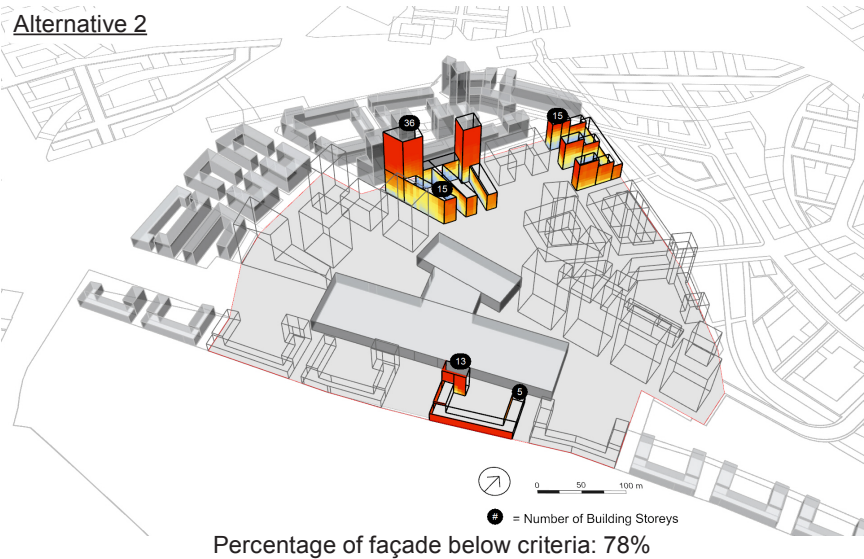 Alternative 2
36
15
15
13
5
0 50 100 m
# = Number of Building Storeys
Percentage of façade below criteria: 78%